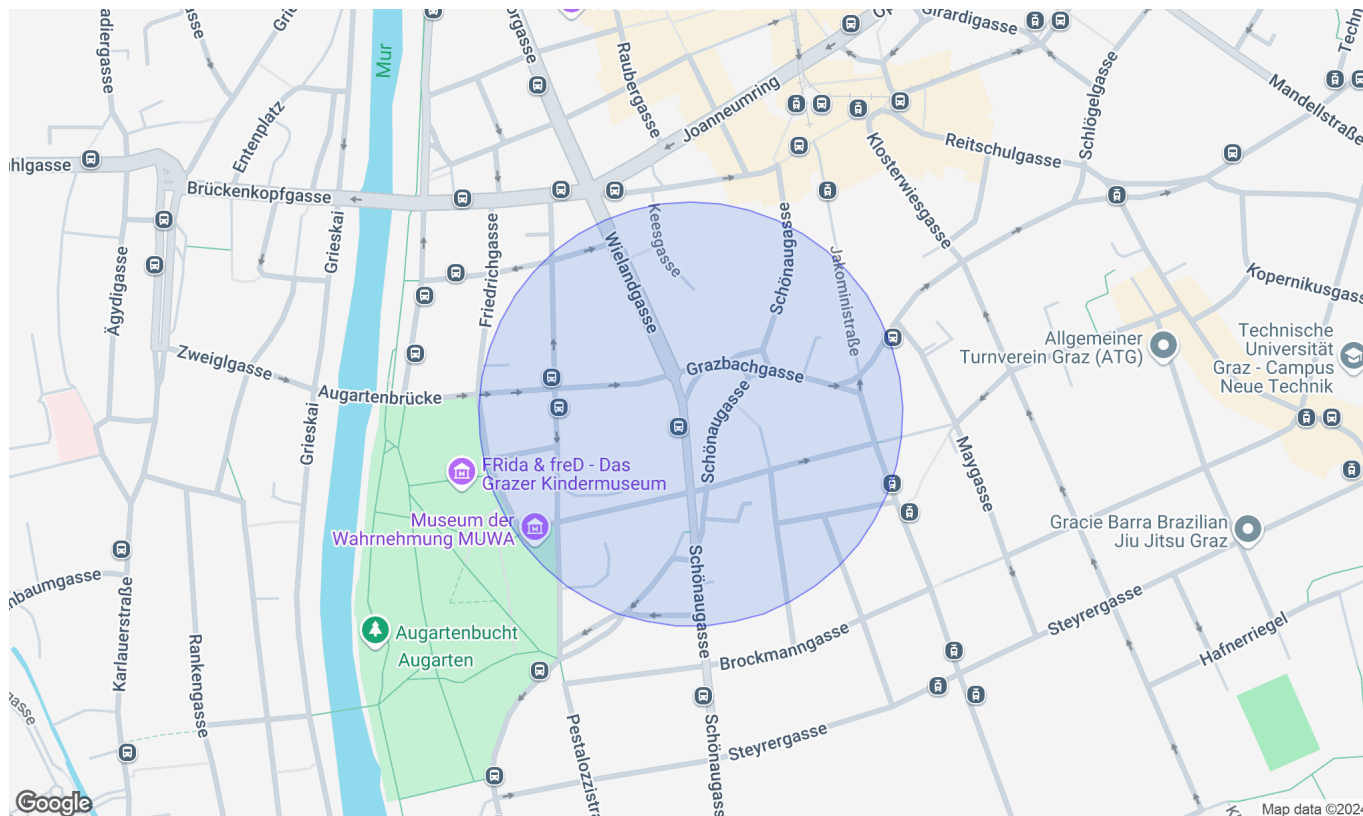 Mur
Raubergasse
Girardigasse
Joanneumring
Schlögelgasse
Mandellstraße
Entenplatz
Klosterwiesgasse
Reitschulgasse
Brückenkopfgasse
Grieskai
Friedrichgasse
Keesgasse
Wielandgasse
Schönaugasse
Jakoministraße
Kopernikusgasse
Ägydigasse
Zweiglgasse
Augartenbrücke
Grazbachgasse
Allgemeiner
Turnverein Graz (ATG)
Technische
Universität
Graz - Campus
Neue Technik
Grieskai
Schönaugasse
Maygasse
FRida & freD - Das
Grazer Kindermuseum
Museum der
Wahrnehmung MUWA
Gracie Barra Brazilian
Jiu Jitsu Graz
Schönaugasse
Karlauerstraße
Rankengasse
Augartenbucht
Augarten
Brockmanngasse
Steyrergasse
Hafnerriegel
Steyrergasse
Schönaugasse
Google
Map data ©2024